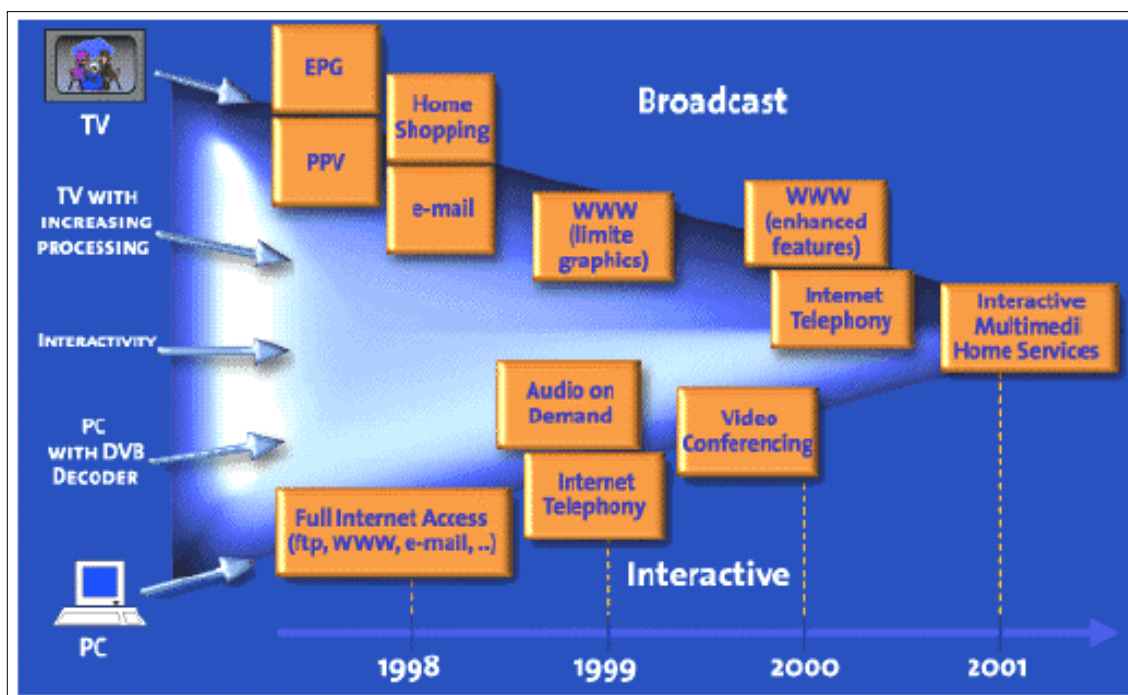 TV
TV WITH
INCREASING
PROCESSING
INTERACTIVITY
PC
WITH DVB
DECODER
PC
EPG
PPV
Home
Shopping
e-mail
Broadcast
WWW
(limite
graphics)
WWW
(enhanced
features)
Internet
Telephony
Interactive
Multimedi
Home Services
Audio on
Demand
Video
Conferencing
Internet
Telephony
Full Internet Access
(ftp, WWW, e-mail, ..)
Interactive
1998
1999
2000
2001